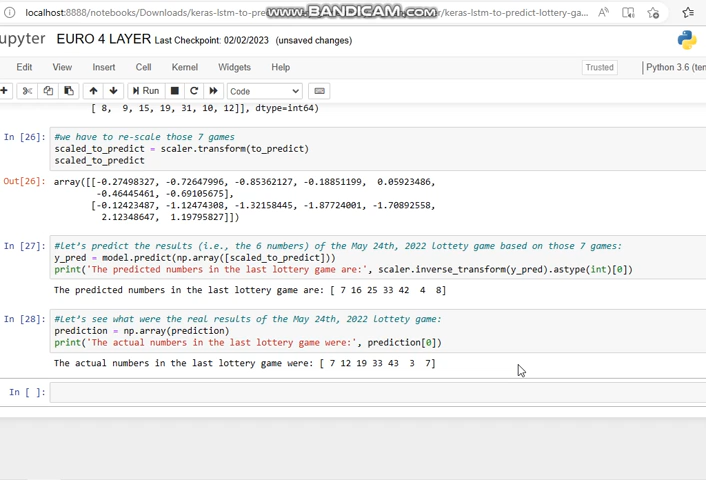 localhost:8888/notebooks/Downloads/keras-lstm-to-pre
www.BANDICAM.com
/keras-lstm-to-predict-lottery-ga...
upyter EURO 4 LAYER Last Checkpoint: 02/02/2023 (unsaved changes)
Edit View Insert Cell Kernel Widgets Help Trusted Python 3.6 (ten
Run Code
[ 8, 9, 15, 19, 31, 10, 12]], dtype=int64)
In [26]: #we have to re-scale those 7 games
scaled_to_predict = scaler.transform(to_predict)
scaled_to_predict
Out[26]: array([[-0.27498327, -0.72647996, -0.85362127, -0.18851199, 0.05923486,
-0.46445461, -0.69105675],
[-0.12423487, -1.12474308, -1.32158445, -1.87724001, -1.70892558,
2.12348647, 1.19795827]])
In [27]: #let's predict the results (i.e., the 6 numbers) of the May 24th, 2022 lottety game based on those 7 games:
y_pred = model.predict(np.array([scaled_to_predict]))
print('The predicted numbers in the last lottery game are:', scaler.inverse_transform(y_pred).astype(int)[0])
The predicted numbers in the last lottery game are: [ 7 16 25 33 42 4 8]
In [28]: #Let's see what were the real results of the May 24th, 2022 lottety game:
prediction = np.array(prediction)
print('The actual numbers in the last lottery game were:', prediction[0])
The actual numbers in the last lottery game were: [ 7 12 19 33 43 3 7]
In [ ]: